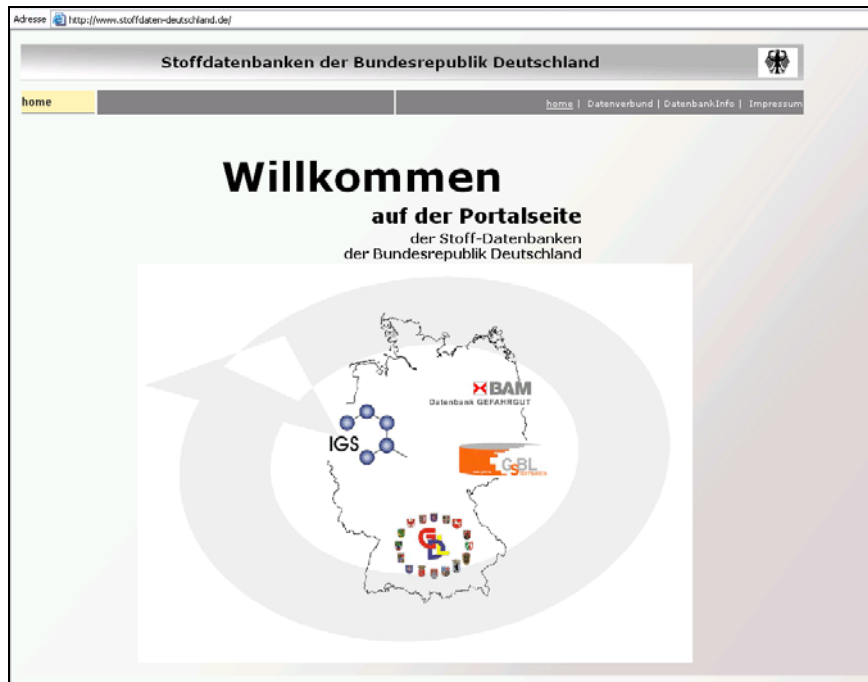 Adresse http://www.stoffdaten-deutschland.de/
Stoffdatenbanken der Bundesrepublik Deutschland
home
home | Datenverbund | DatenbankInfo | Impressum
Willkommen
auf der Portalseite
der Stoff-Datenbanken
der Bundesrepublik Deutschland
BAM
Datenbank GEFAHRGUT
IGS
GSBL
GDL